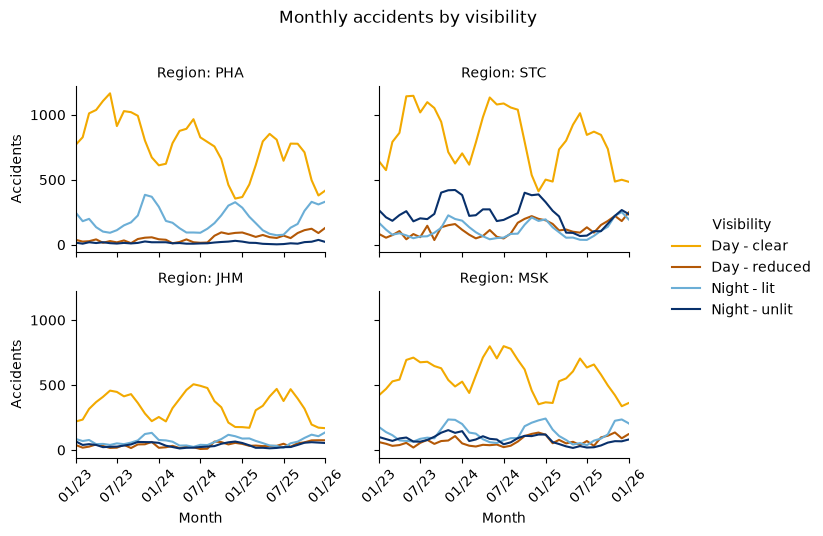 Monthly accidents by visibility
Region: PHA
Region: STC
1000
500
0
Accidents
Region: JHM
Region: MSK
1000
500
0
Accidents
01/23
07/23
01/24
07/24
01/25
07/25
01/26
01/23
07/23
01/24
07/24
01/25
07/25
01/26
Month
Month
Visibility
Day - clear
Day - reduced
Night - lit
Night - unlit